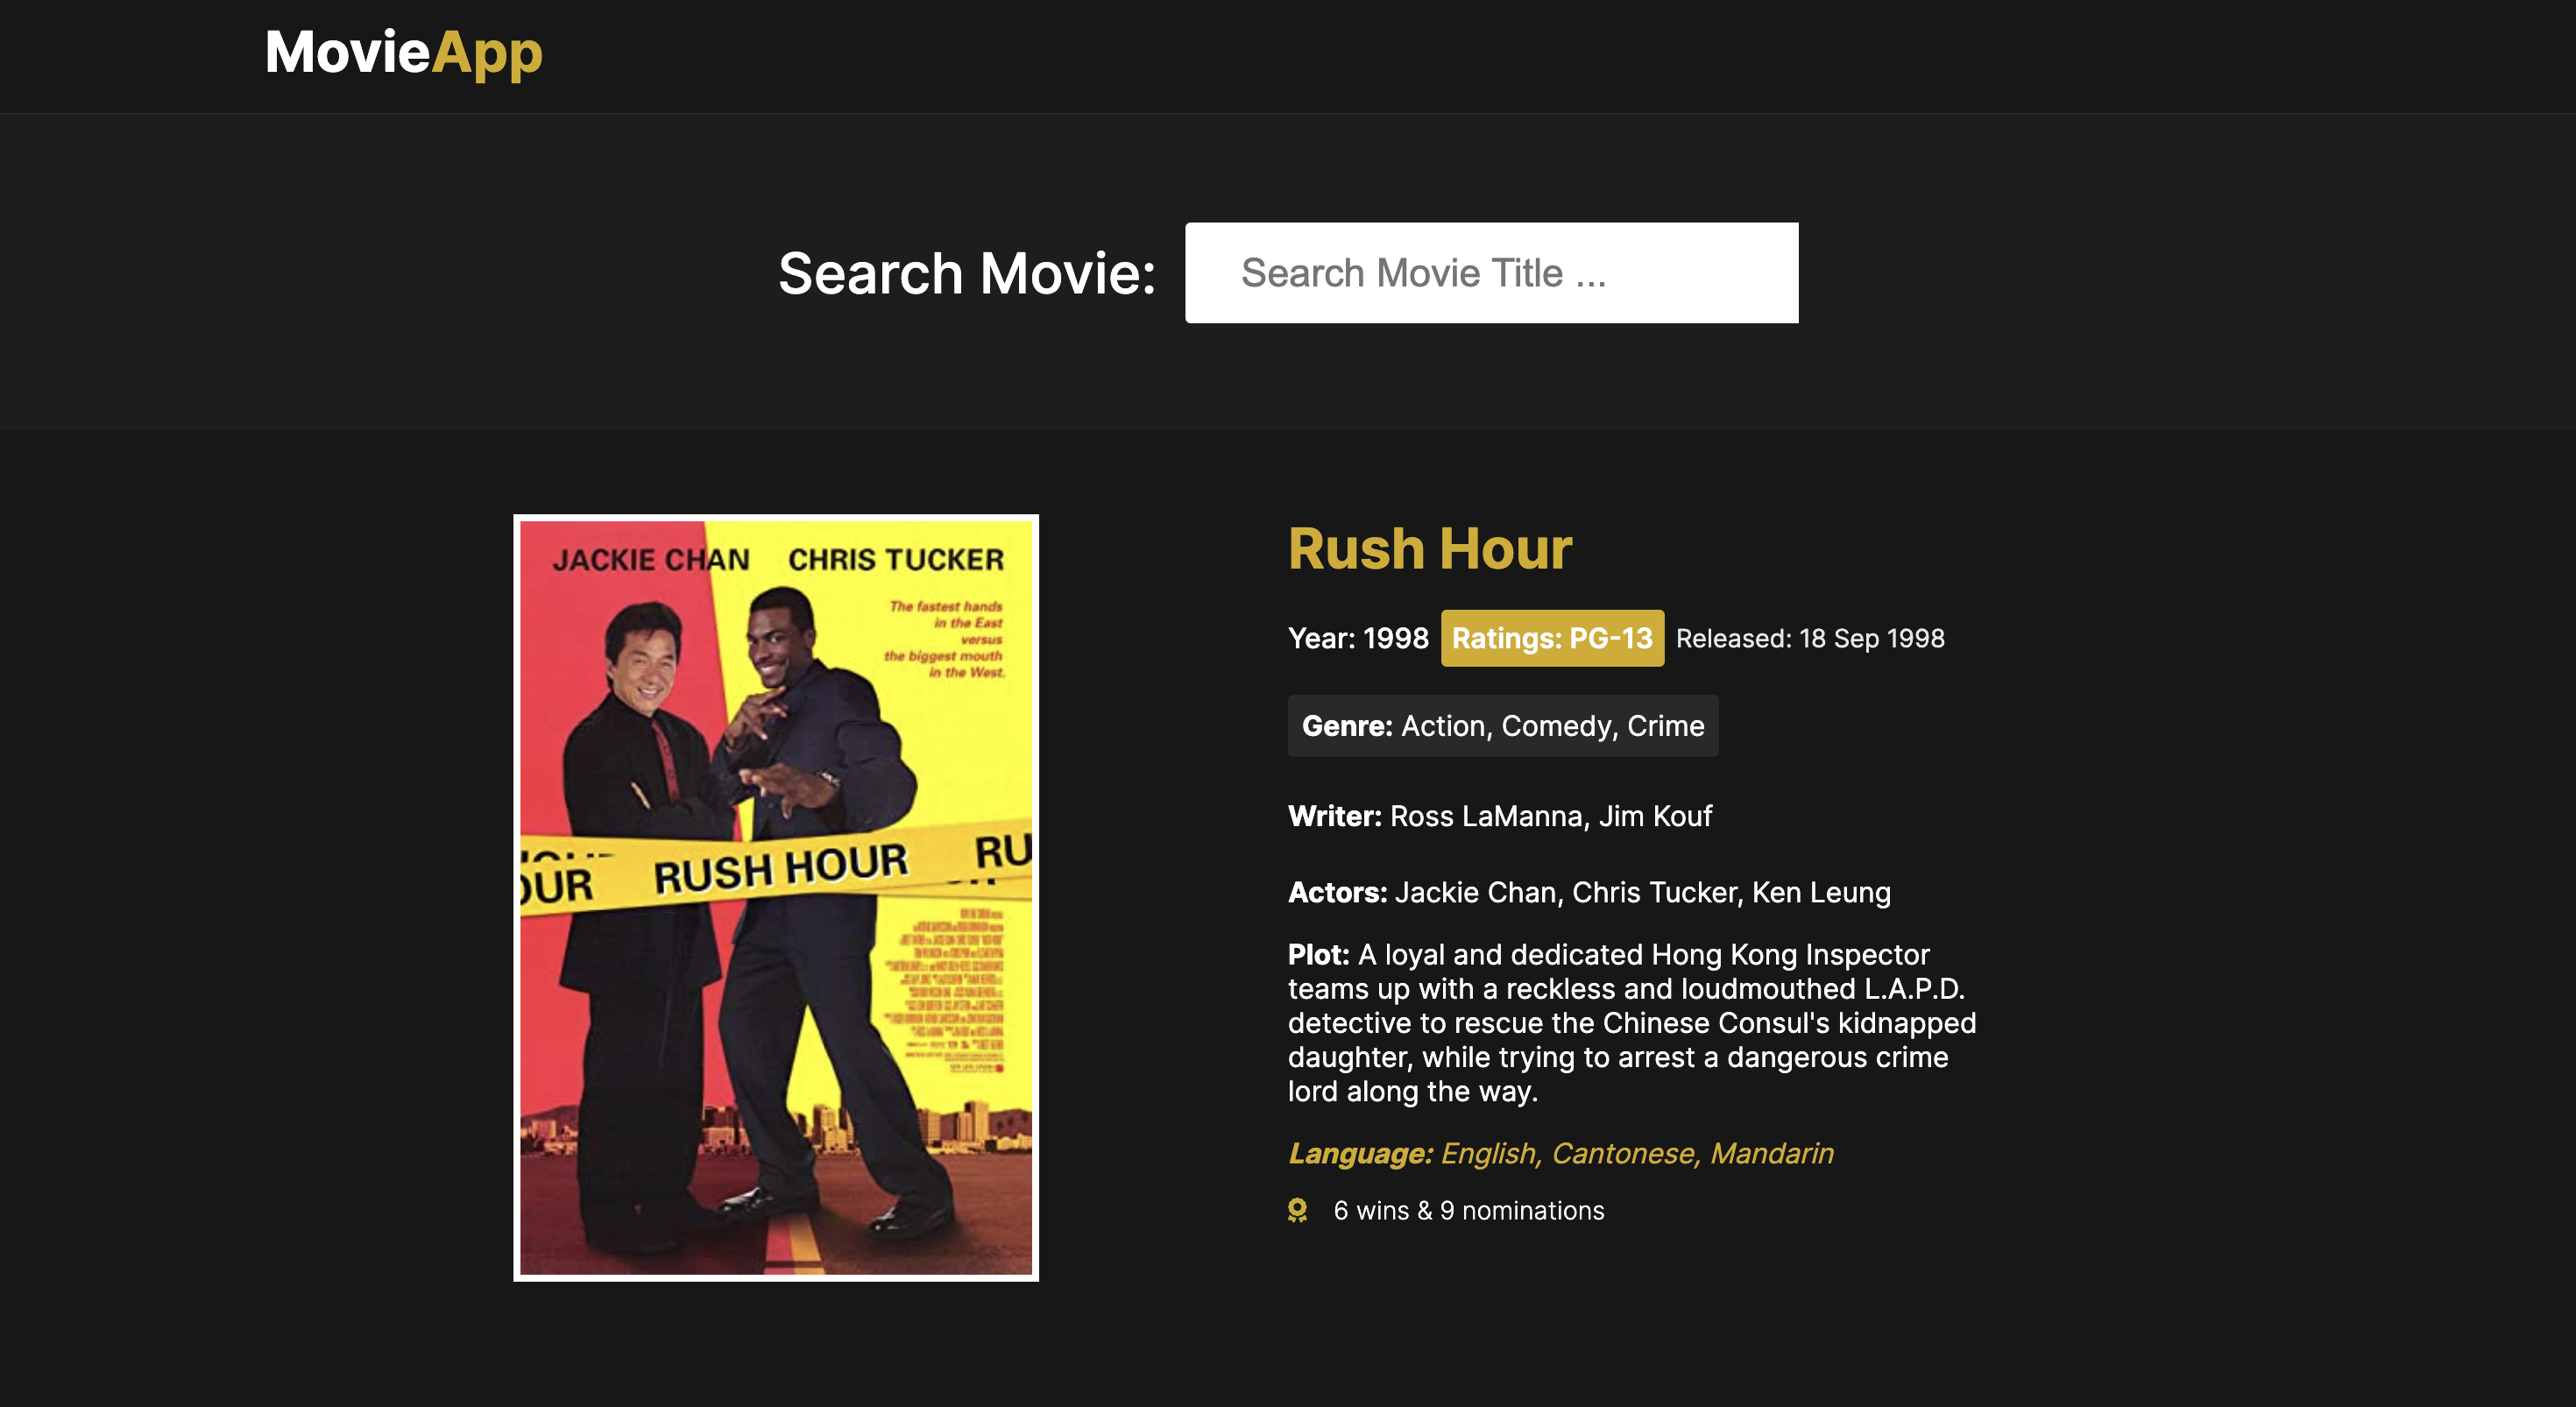 MovieApp
Search Movie:
Search Movie Title ...
JACKIE CHAN CHRIS TUCKER
The fastest hands
in the East
versus
the biggest mouth
in the West.
OUR RUSH HOUR RU
Rush Hour
Year: 1998 Ratings: PG-13 Released: 18 Sep 1998
Genre: Action, Comedy, Crime
Writer: Ross LaManna, Jim Kouf
Actors: Jackie Chan, Chris Tucker, Ken Leung
Plot: A loyal and dedicated Hong Kong Inspector
teams up with a reckless and loudmouthed L.A.P.D.
detective to rescue the Chinese Consul's kidnapped
daughter, while trying to arrest a dangerous crime
lord along the way.
Language: English, Cantonese, Mandarin
6 wins & 9 nominations